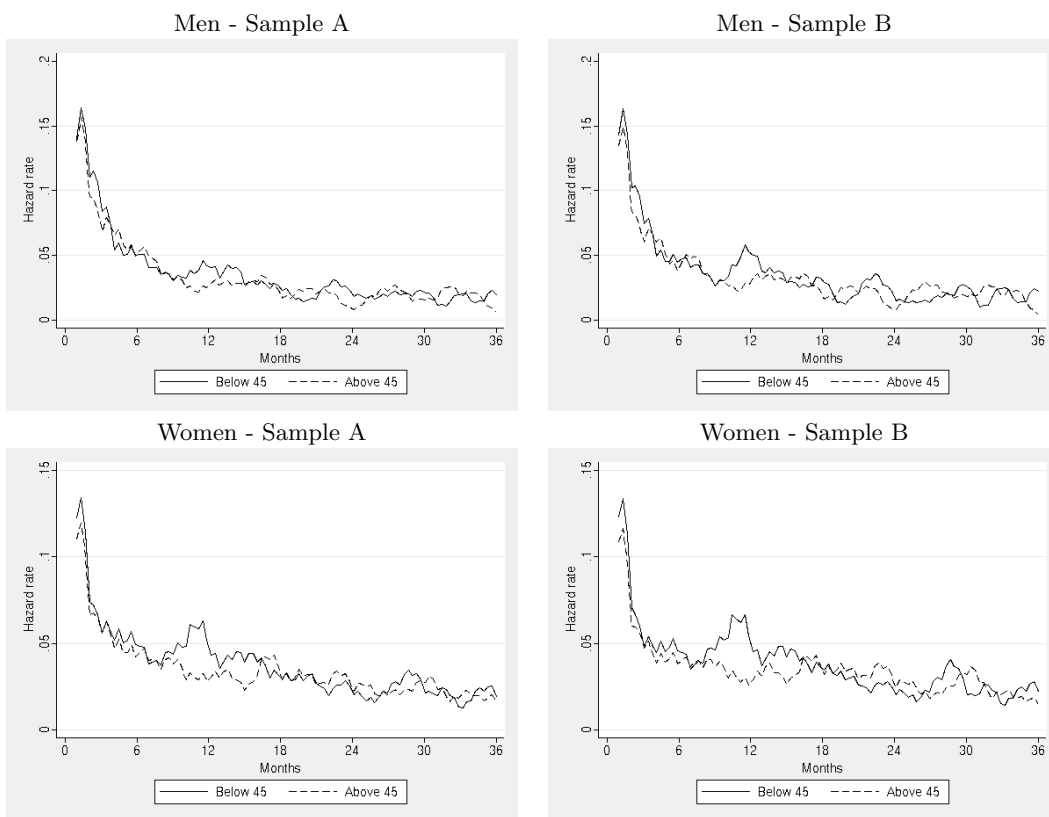 Men - Sample A
.2
.15
.1
.05
0
Hazard rate
0 6 12 18 24 30 36
Months
Below 45 Above 45
Men - Sample B
.2
.15
.1
.05
0
Hazard rate
0 6 12 18 24 30 36
Months
Below 45 Above 45
Women - Sample A
.15
.1
.05
0
Hazard rate
0 6 12 18 24 30 36
Months
Below 45 Above 45
Women - Sample B
.15
.1
.05
0
Hazard rate
0 6 12 18 24 30 36
Months
Below 45 Above 45